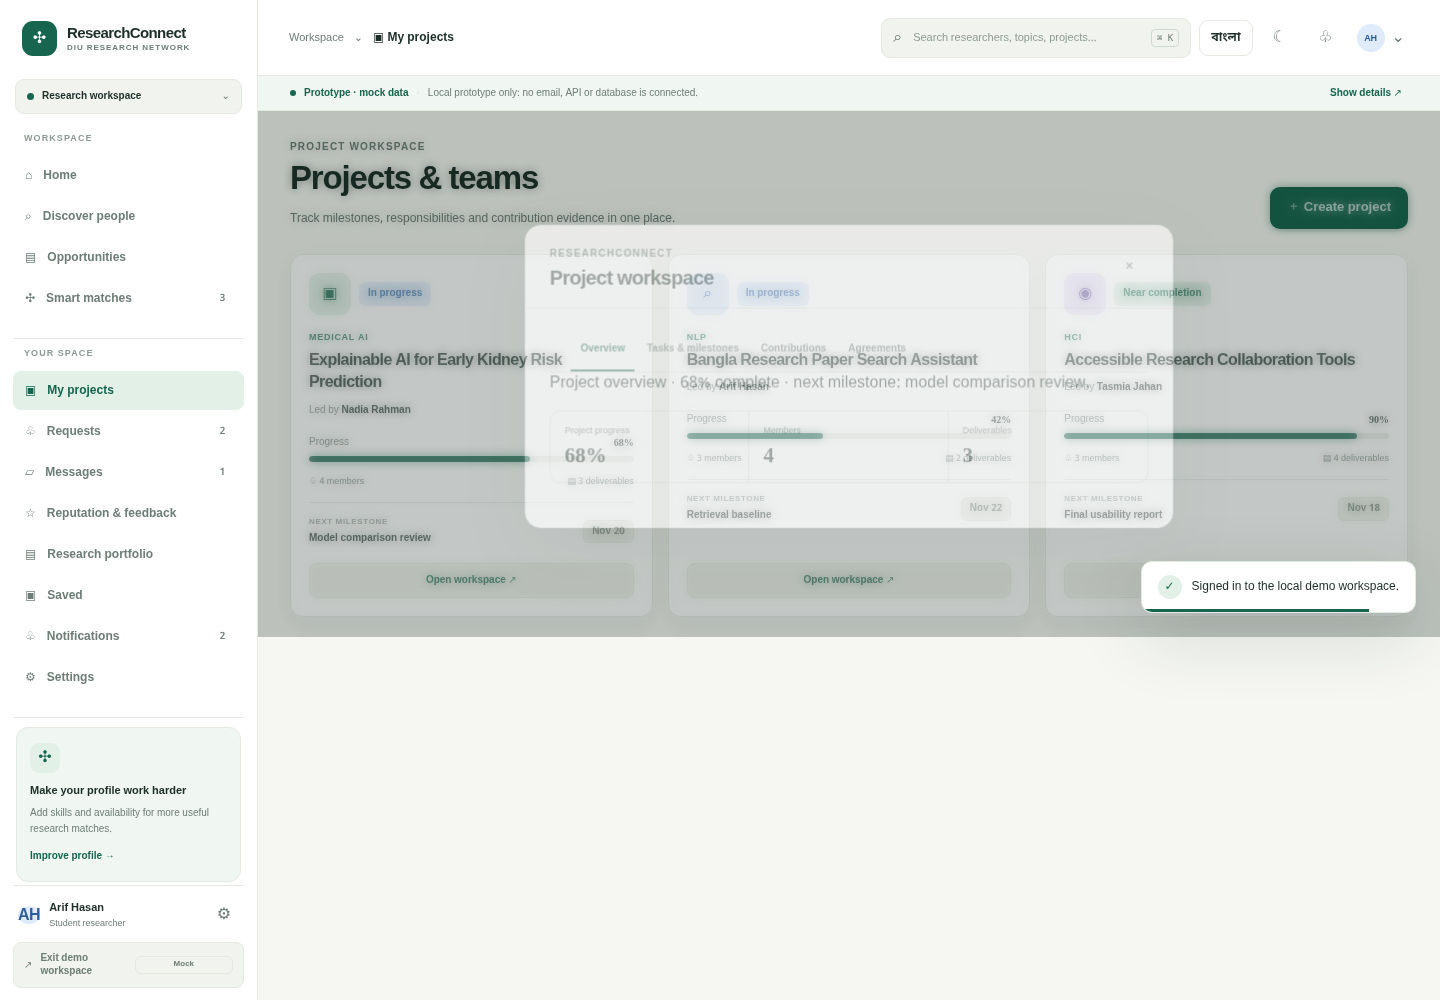 ResearchConnect
DIU RESEARCH NETWORK
Research workspace
WORKSPACE
Home
Discover people
Opportunities
Smart matches 3
YOUR SPACE
My projects
Requests 2
Messages 1
Reputation & feedback
Research portfolio
Saved
Notifications 2
Settings
Make your profile work harder
Add skills and availability for more useful
research matches.
Improve profile →
AH
Arif Hasan
Student researcher
Exit demo
workspace
Mock
Workspace
My projects
Search researchers, topics, projects...
⌘ K
বাংলা
AH
Prototype · mock data
Local prototype only: no email, API or database is connected.
Show details ↗
PROJECT WORKSPACE
Projects & teams
Track milestones, responsibilities and contribution evidence in one place.
+ Create project
In progress
MEDICAL AI
Explainable AI for Early Kidney Risk
Prediction
Led by Nadia Rahman
Progress
68%
4 members
3 deliverables
NEXT MILESTONE
Model comparison review
Nov 20
Open workspace ↗
In progress
NLP
Bangla Research Paper Search Assistant
Led by Arif Hasan
Progress
42%
3 members
2 deliverables
NEXT MILESTONE
Retrieval baseline
Nov 22
Open workspace ↗
Near completion
HCI
Accessible Research Collaboration Tools
Led by Tasmia Jahan
Progress
90%
3 members
4 deliverables
NEXT MILESTONE
Final usability report
Nov 18
RESEARCHCONNECT
Project workspace
×
Overview
Tasks & milestones
Contributions
Agreements
Project overview · 68% complete · next milestone: model comparison review.
Project progress
68%
Members
4
Deliverables
3
✓ Signed in to the local demo workspace.